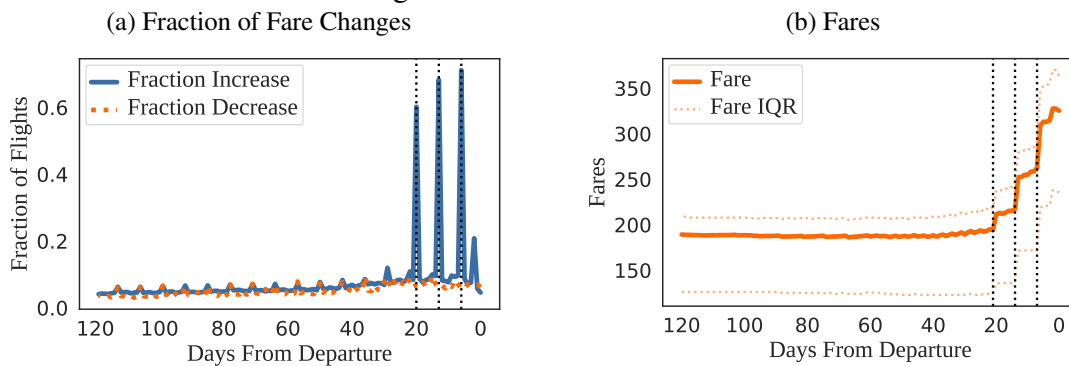 (a) Fraction of Fare Changes
Fraction Increase
Fraction Decrease
Fraction of Flights
0.6
0.4
0.2
0.0
120 100 80 60 40 20 0
Days From Departure
(b) Fares
Fare
Fare IQR
Fares
350
300
250
200
150
120 100 80 60 40 20 0
Days From Departure